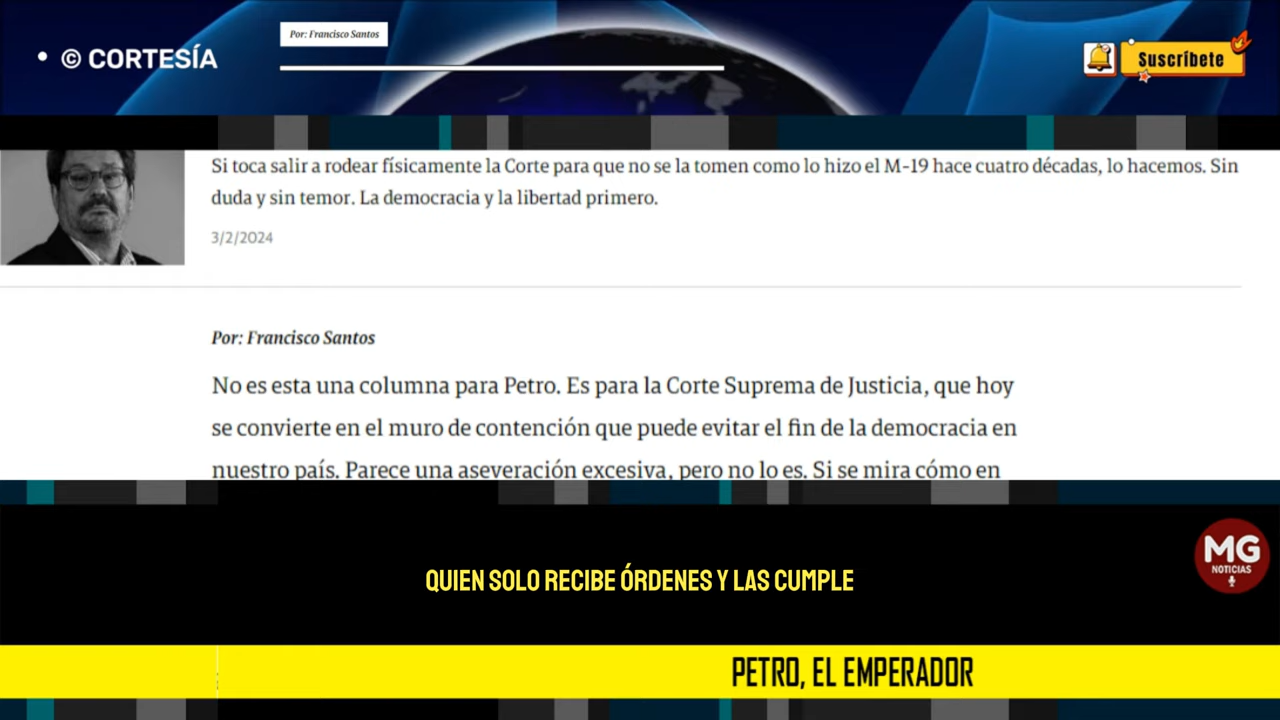 Por: Francisco Santos
• © CORTESÍA
Suscríbete
Si toca salir a rodear físicamente la Corte para que no se la tomen como lo hizo el M-19 hace cuatro décadas, lo hacemos. Sin
duda y sin temor. La democracia y la libertad primero.
3/2/2024
Por: Francisco Santos
No es esta una columna para Petro. Es para la Corte Suprema de Justicia, que hoy
se convierte en el muro de contención que puede evitar el fin de la democracia en
nuestro país. Parece una aseveración excesiva, pero no lo es. Si se mira cómo en
MG
NOTICIAS
QUIEN SOLO RECIBE ÓRDENES Y LAS CUMPLE
PETRO, EL EMPERADOR